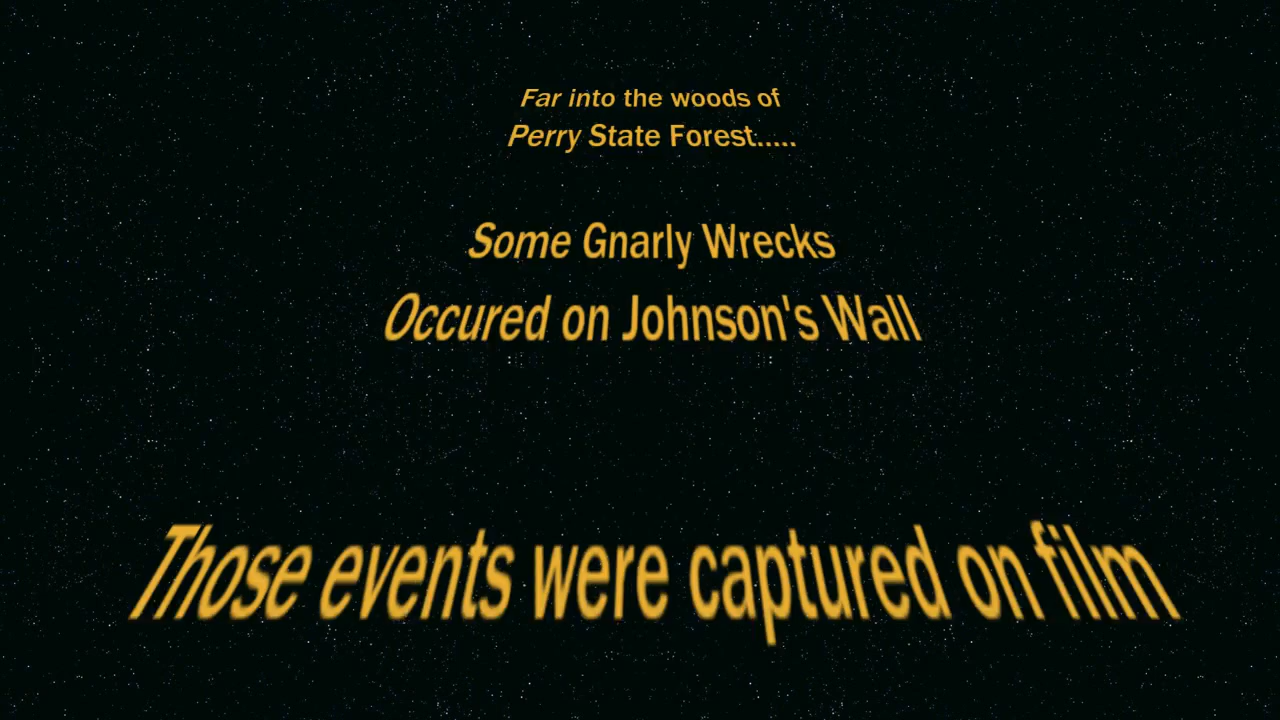 Far into the woods of
Perry State Forest.....
Some Gnarly Wrecks
Occured on Johnson's Wall
Those events were captured on film